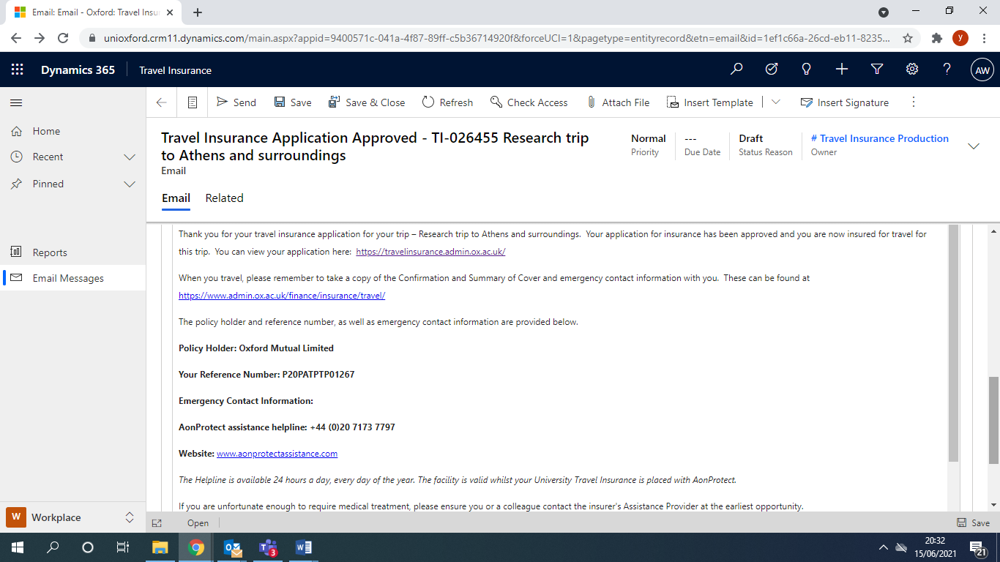 Email: Email - Oxford: Travel Insu
unioxford.crm11.dynamics.com/main.aspx?appid=9400571c-041a-4f87-89ff-c5b36714920f&forceUCI=1&pagetype=entityrecord&etn=email&id=1ef1c66a-26cd-eb11-8235...
y
Dynamics 365
Travel Insurance
AW
Send
Save
Save & Close
Refresh
Check Access
Attach File
Insert Template
Insert Signature
Home
Recent
Pinned
Reports
Email Messages
W
Workplace
Travel Insurance Application Approved - TI-026455 Research trip
to Athens and surroundings
Email
Normal
Priority
---
Due Date
Draft
Status Reason
# Travel Insurance Production
Owner
Email
Related
Thank you for your travel insurance application for your trip – Research trip to Athens and surroundings. Your application for insurance has been approved and you are now insured for travel for
this trip. You can view your application here: https://travelinsurance.admin.ox.ac.uk/
When you travel, please remember to take a copy of the Confirmation and Summary of Cover and emergency contact information with you. These can be found at
https://www.admin.ox.ac.uk/finance/insurance/travel/
The policy holder and reference number, as well as emergency contact information are provided below.
Policy Holder: Oxford Mutual Limited
Your Reference Number: P20PATPTP01267
Emergency Contact Information:
AonProtect assistance helpline: +44 (0)20 7173 7797
Website: www.aonprotectassistance.com
The Helpline is available 24 hours a day, every day of the year. The facility is valid whilst your University Travel Insurance is placed with AonProtect.
If you are unfortunate enough to require medical treatment, please ensure you or a colleague contact the insurer's Assistance Provider at the earliest opportunity.
Open
Save
3
20:32
15/06/2021
21